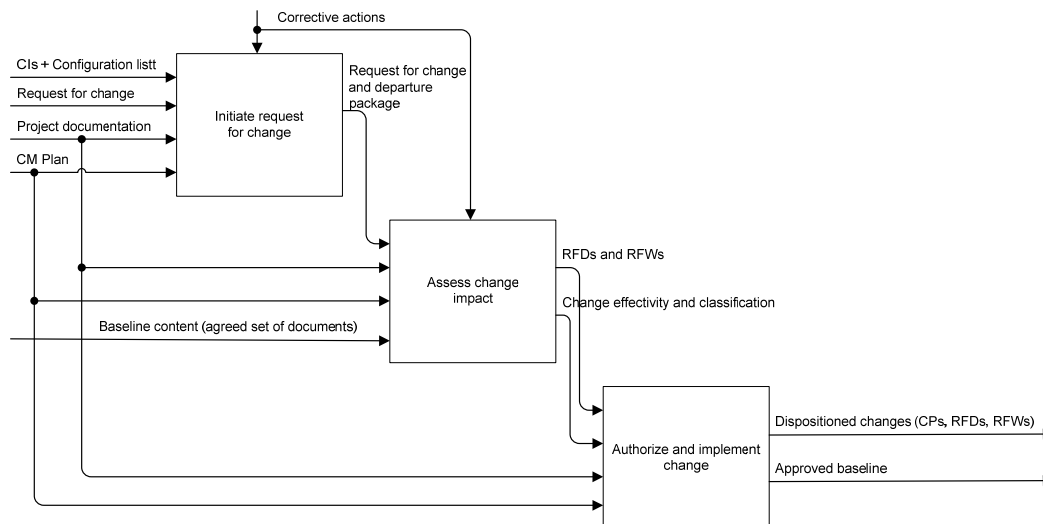 Corrective actions
CIs + Configuration listt
Request for change
Project documentation
CM Plan
Initiate request
for change
Request for change
and departure
package
Assess change
impact
RFDs and RFWs
Change effectivity and classification
Baseline content (agreed set of documents)
Authorize and implement
change
Dispositioned changes (CPs, RFDs, RFWs)
Approved baseline